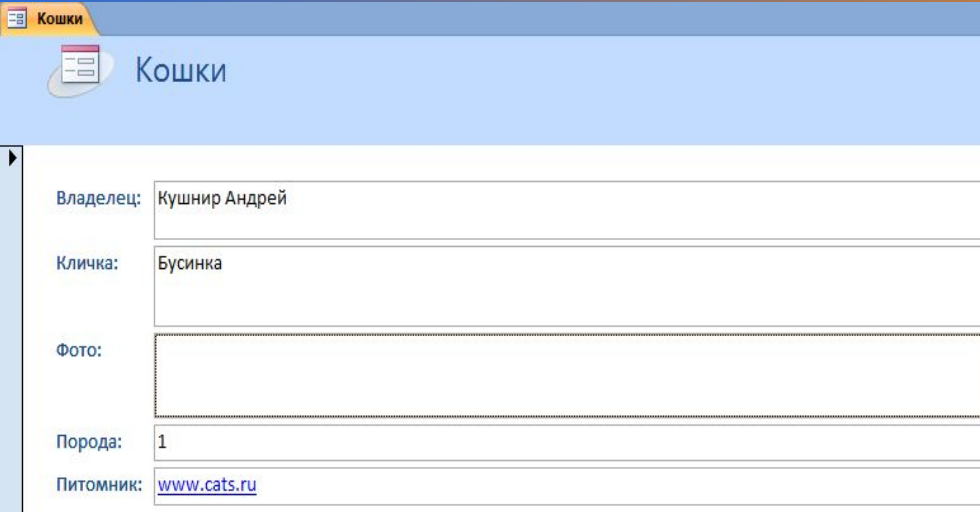 Кошки
Кошки
Владелец: Кушнир Андрей
Кличка: Бусинка
Фото:
Порода: 1
Питомник: www.cats.ru